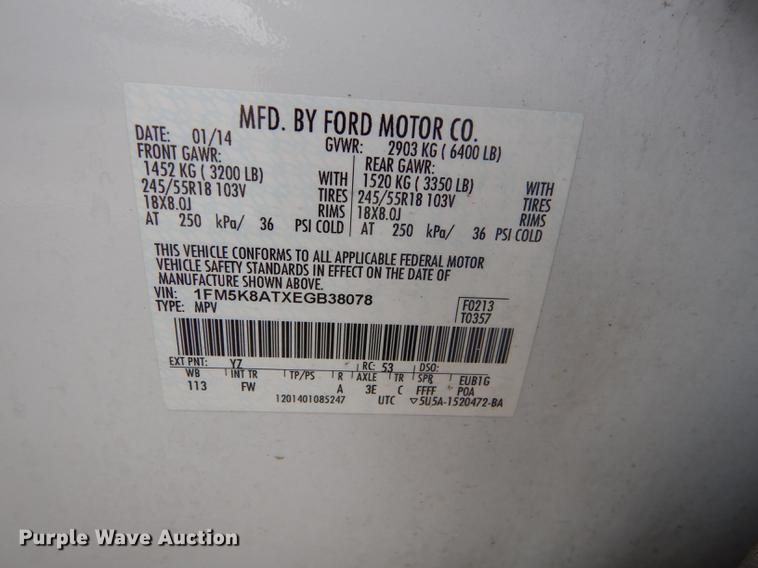 MFD. BY FORD MOTOR CO.
DATE: 01/14 GVWR: 2903 KG ( 6400 LB)
FRONT GAWR: REAR GAWR:
1452 KG ( 3200 LB) WITH 1520 KG ( 3350 LB) WITH
245/55R18 103V TIRES 245/55R18 103V TIRES
18X8.0J RIMS 18X8.0J RIMS
AT 250 kPa/ 36 PSI COLD AT 250 kPa/ 36 PSI COLD
THIS VEHICLE CONFORMS TO ALL APPLICABLE FEDERAL MOTOR
VEHICLE SAFETY STANDARDS IN EFFECT ON THE DATE OF
MANUFACTURE SHOWN ABOVE.
VIN: 1FM5K8ATXEGB38078 F0213
TYPE: MPV T0357
EXT PNT: YZ RC: 53 DSO:
WB INT TR TP/PS R AXLE TR SPR EUB1G
113 FW A 3E C FFFF P0A
1201401085247 UTC ▽5U5A-1520472-BA
Purple Wave Auction